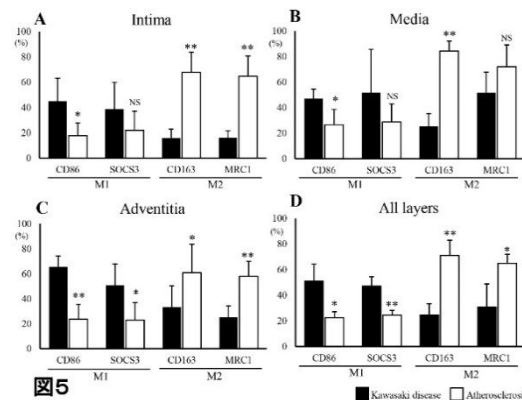 A Intima
(%)
100
80
60
40
20
0
* NS ** **
CD86 SOCS3 CD163 MRC1
M1 M2
B Media
(%)
100
80
60
40
20
0
* NS ** NS
CD86 SOCS3 CD163 MRC1
M1 M2
C Adventitia
(%)
100
80
60
40
20
0
** * * **
CD86 SOCS3 CD163 MRC1
M1 M2
D All layers
(%)
100
80
60
40
20
0
* ** ** *
CD86 SOCS3 CD163 MRC1
M1 M2
図5
Kawasaki disease Atherosclerosi